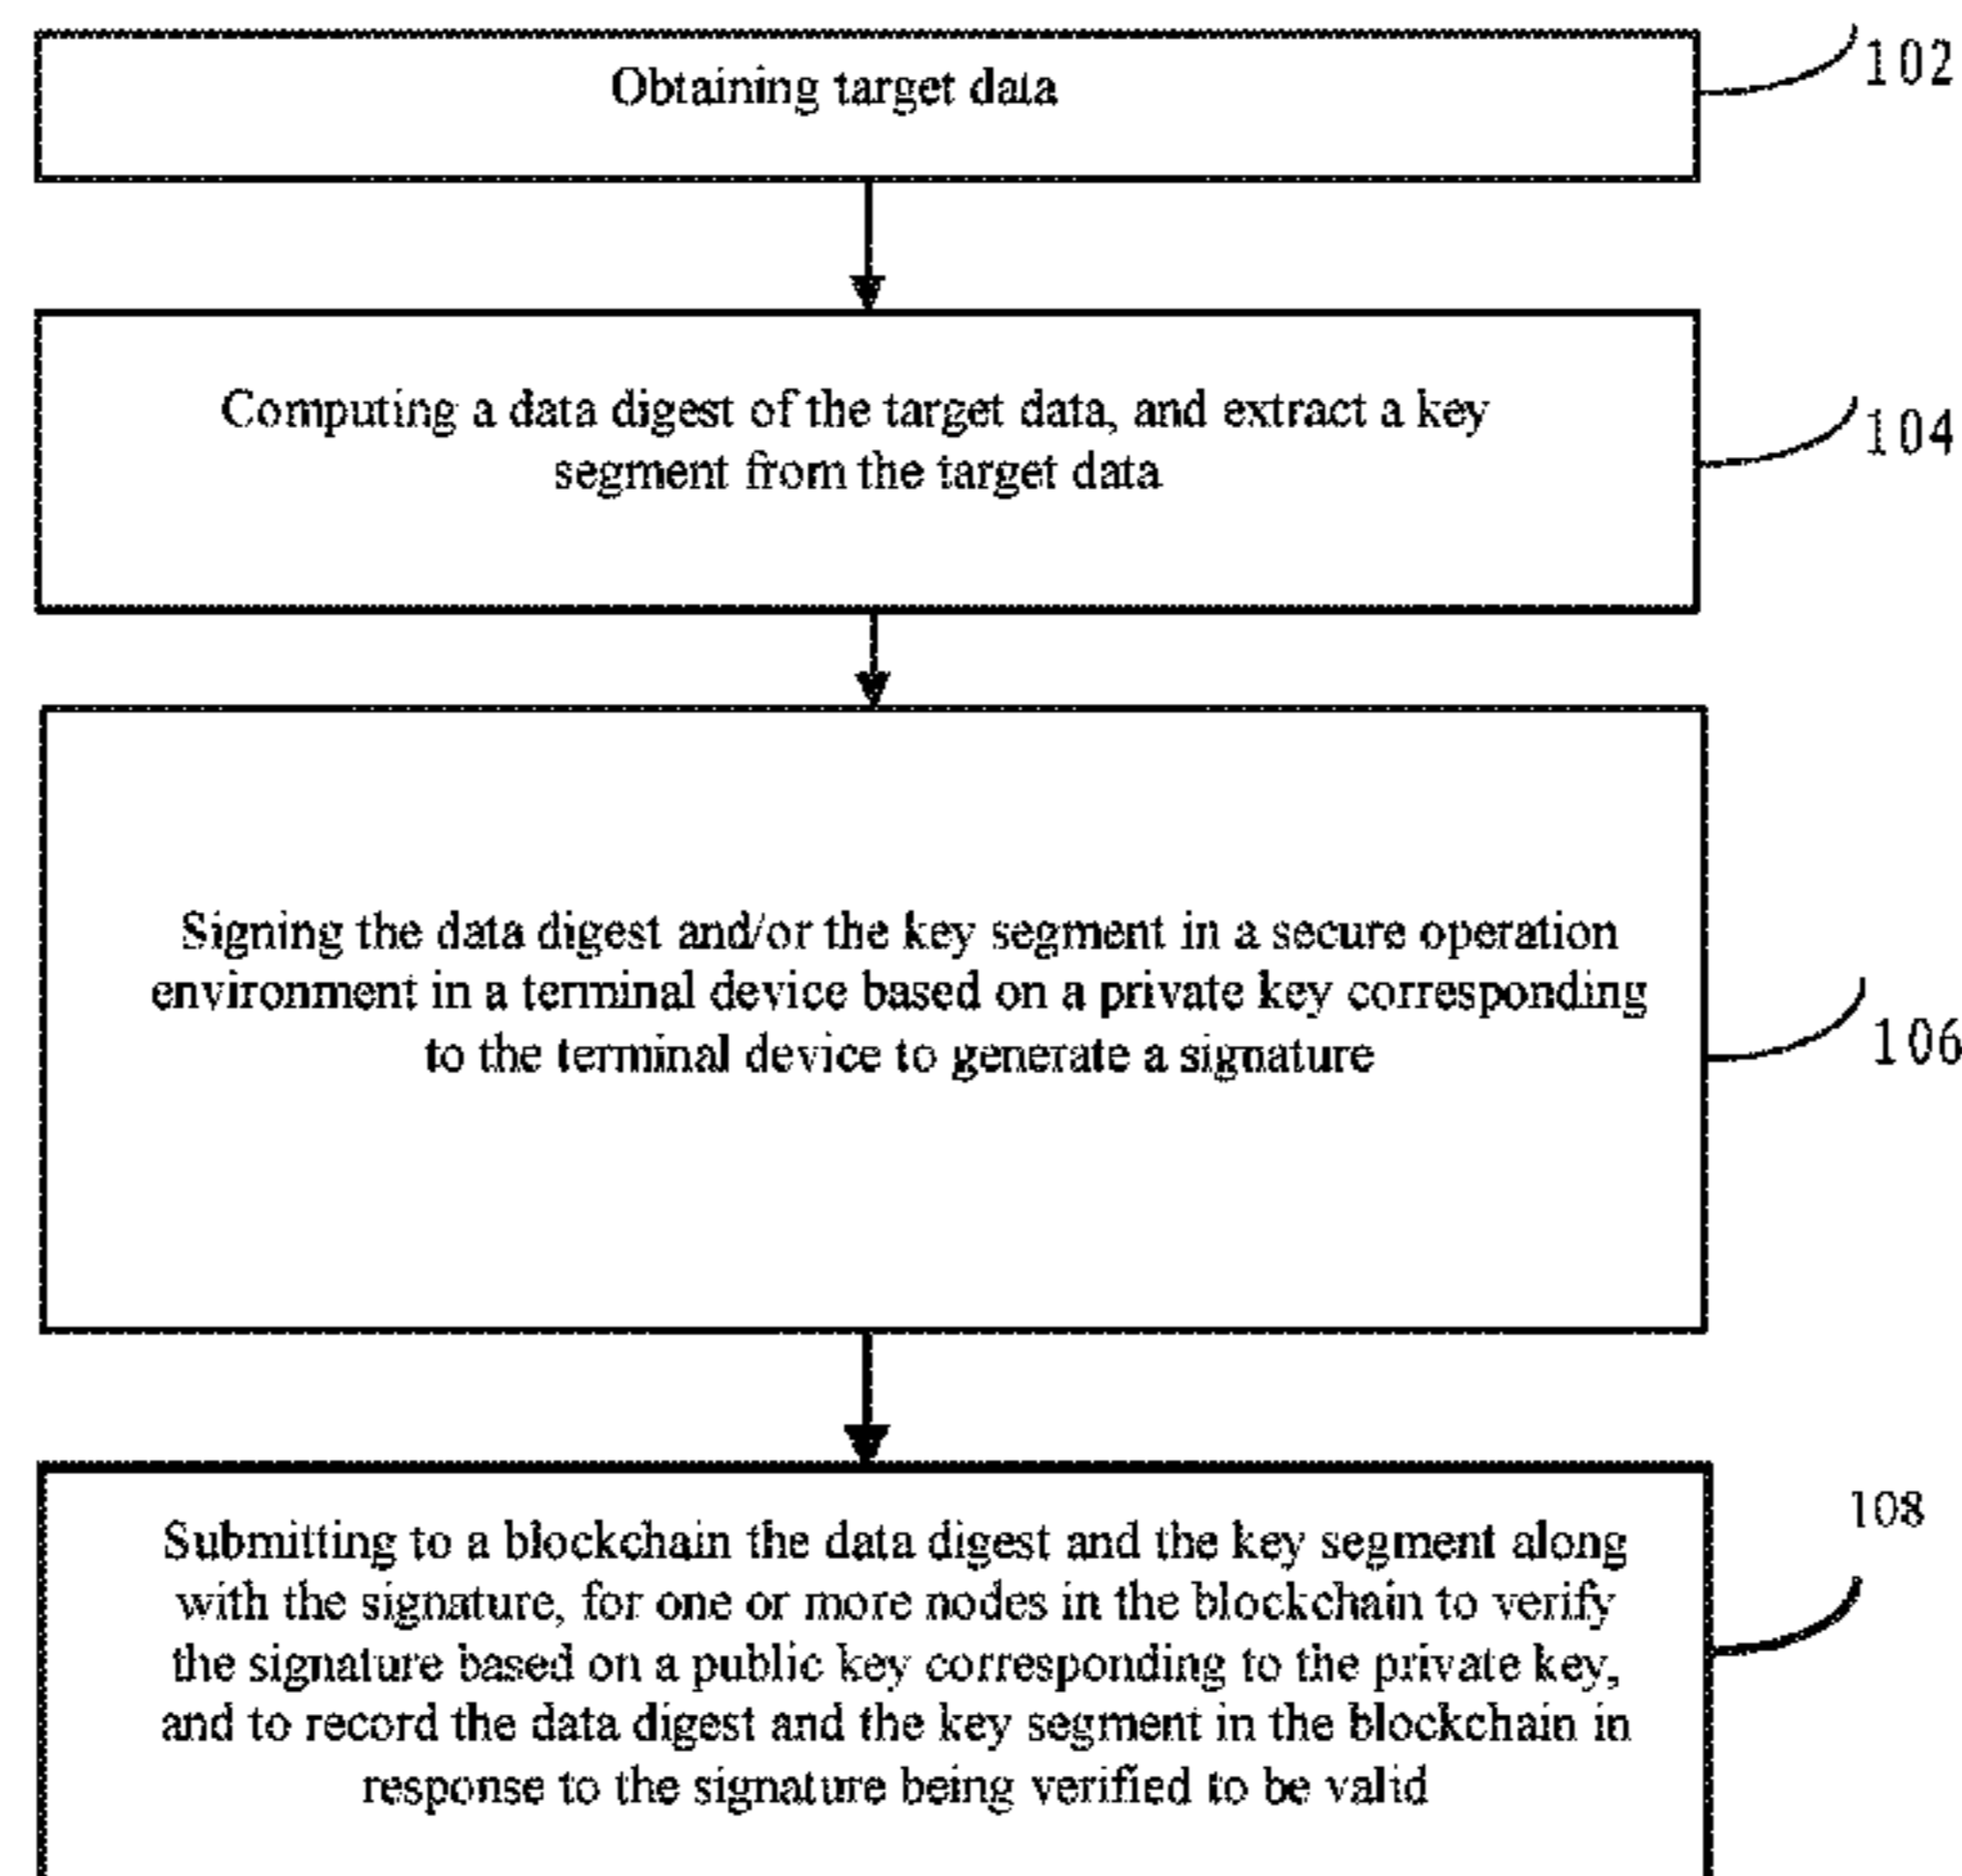 Obtaining target data
102
Computing a data digest of the target data, and extract a key
segment from the target data
104
Signing the data digest and/or the key segment in a secure operation
environment in a terminal device based on a private key corresponding
to the terminal device to generate a signature
106
Submitting to a blockchain the data digest and the key segment along
with the signature, for one or more nodes in the blockchain to verify
the signature based on a public key corresponding to the private key,
and to record the data digest and the key segment in the blockchain in
response to the signature being verified to be valid
108